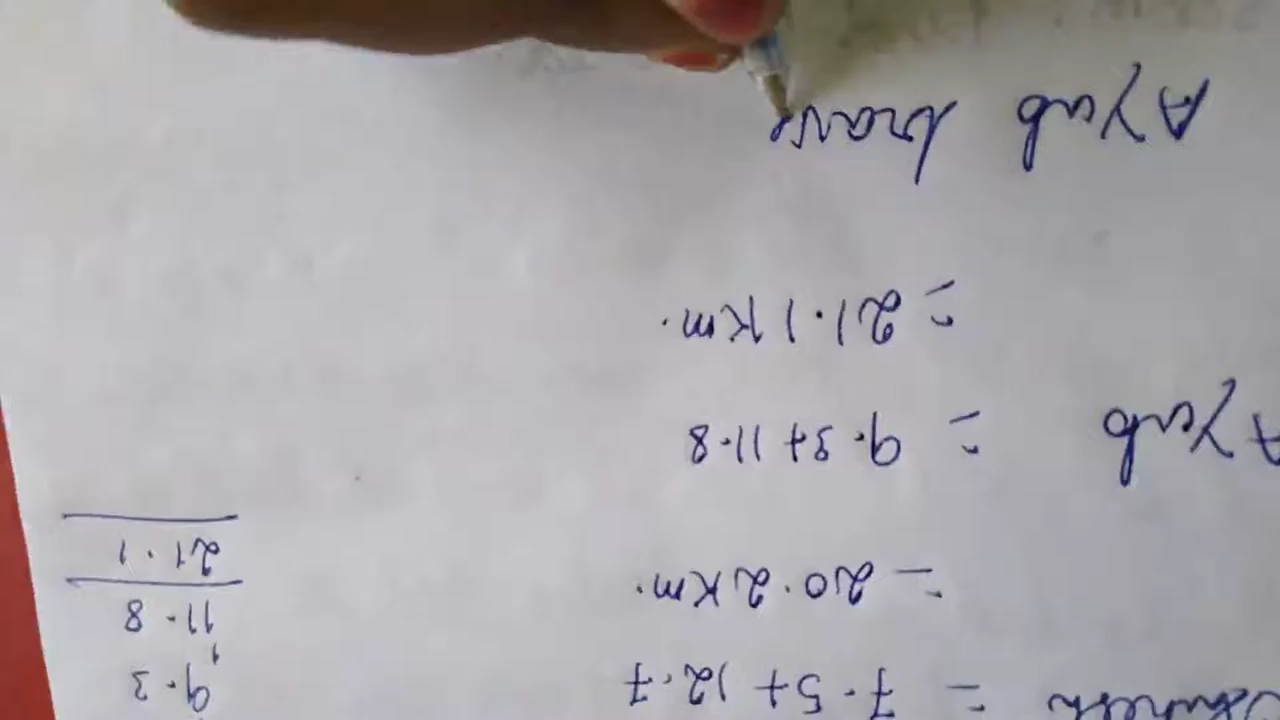 = 7.5 + 12.7
= 20.2 Km.
Ayub = 9.3 + 11.8
= 21.1 Km.
Ayub trave
9.3
1
11.8
21.1